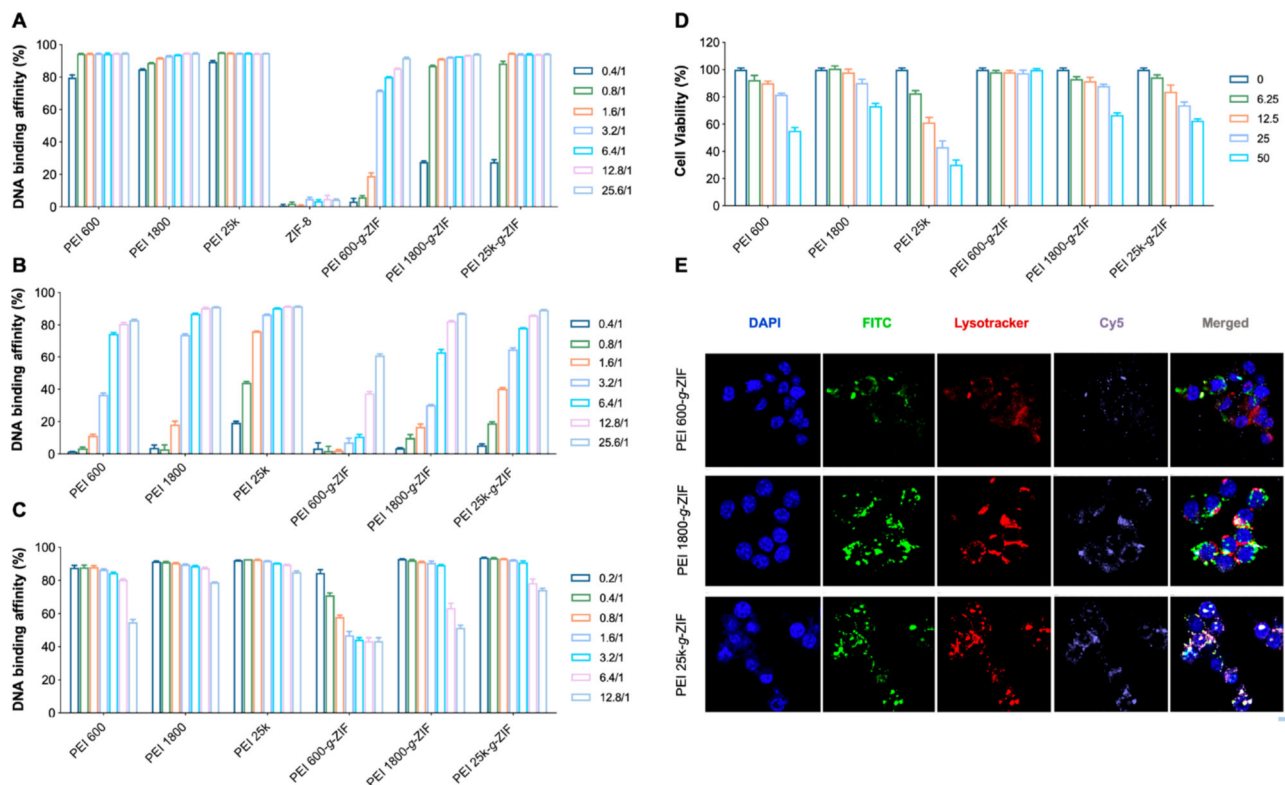 A
DNA binding affinity (%)
100
80
60
40
20
0
PEI 600
PEI 1800
PEI 25k
ZIF-8
PEI 600-g-ZIF
PEI 1800-g-ZIF
PEI 25k-g-ZIF
0.4/1
0.8/1
1.6/1
3.2/1
6.4/1
12.8/1
25.6/1
B
DNA binding affinity (%)
100
80
60
40
20
0
PEI 600
PEI 1800
PEI 25k
PEI 600-g-ZIF
PEI 1800-g-ZIF
PEI 25k-g-ZIF
0.4/1
0.8/1
1.6/1
3.2/1
6.4/1
12.8/1
25.6/1
C
DNA binding affinity (%)
100
80
60
40
20
0
PEI 600
PEI 1800
PEI 25k
PEI 600-g-ZIF
PEI 1800-g-ZIF
PEI 25k-g-ZIF
0.2/1
0.4/1
0.8/1
1.6/1
3.2/1
6.4/1
12.8/1
D
Cell Viability (%)
120
100
80
60
40
20
0
PEI 600
PEI 1800
PEI 25k
PEI 600-g-ZIF
PEI 1800-g-ZIF
PEI 25k-g-ZIF
0
6.25
12.5
25
50
E
DAPI
FITC
Lysotracker
Cy5
Merged
PEI 600-g-ZIF
PEI 1800-g-ZIF
PEI 25k-g-ZIF